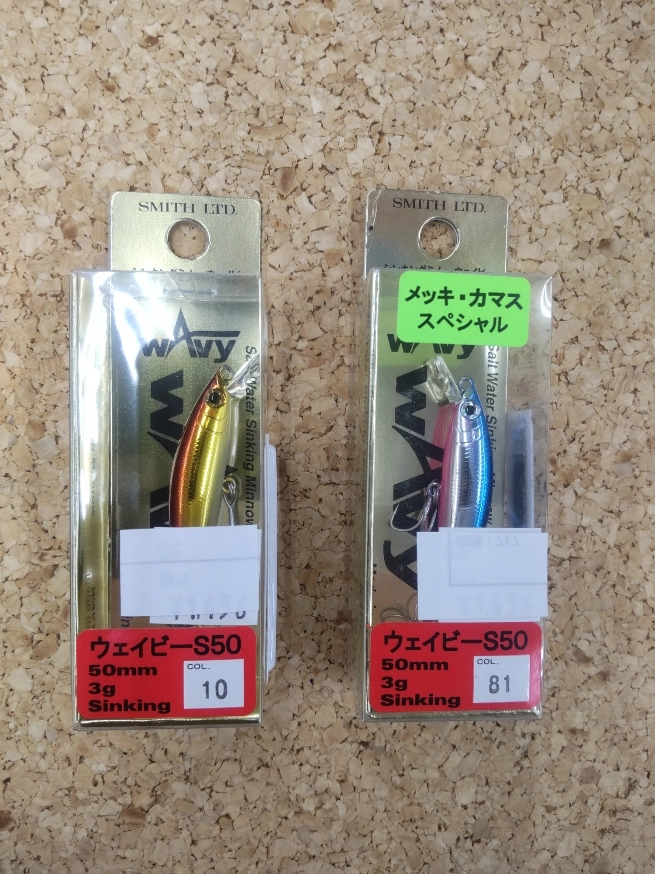 SMITH LTD.
WAVY
WAVY
Salt Water Sinking Minnow
ウェイビーS50
50mm
3g
Sinking
COL.
10
SMITH LTD.
メッキ・カマス
スペシャル
WAVY
WAVY
Salt Water Sinking
ウェイビーS50
50mm
3g
Sinking
COL.
81